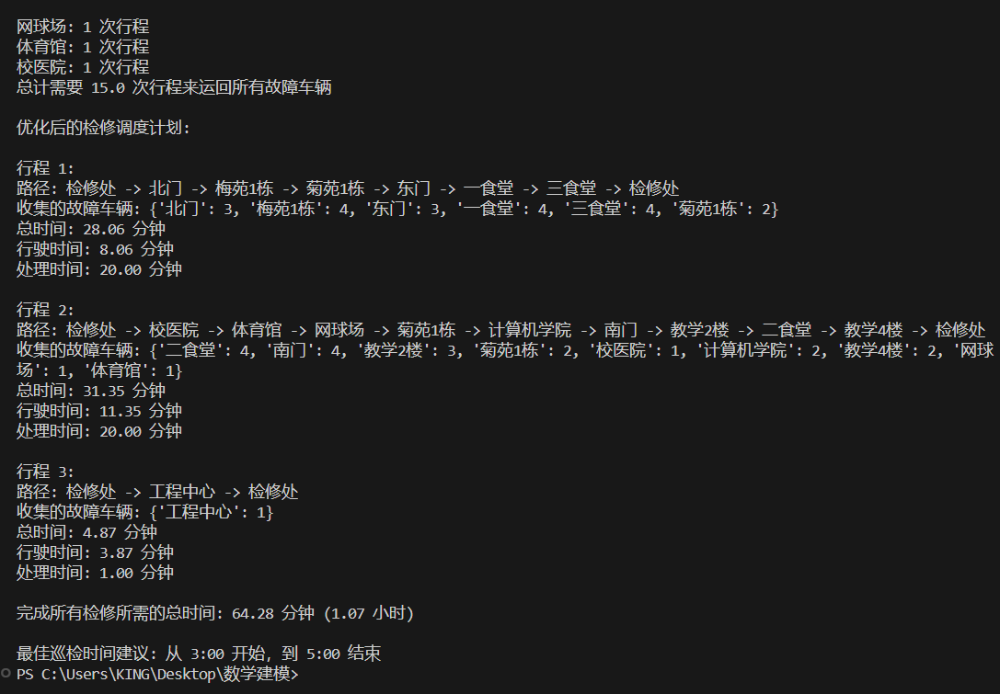 网球场: 1 次行程
体育馆: 1 次行程
校医院: 1 次行程
总计需要 15.0 次行程来运回所有故障车辆
优化后的检修调度计划:
行程 1:
路径: 检修处 -> 北门 -> 梅苑1栋 -> 菊苑1栋 -> 东门 -> 一食堂 -> 三食堂 -> 检修处
收集的故障车辆: {'北门': 3, '梅苑1栋': 4, '东门': 3, '一食堂': 4, '三食堂': 4, '菊苑1栋': 2}
总时间: 28.06 分钟
行驶时间: 8.06 分钟
处理时间: 20.00 分钟
行程 2:
路径: 检修处 -> 校医院 -> 体育馆 -> 网球场 -> 菊苑1栋 -> 计算机学院 -> 南门 -> 教学2楼 -> 二食堂 -> 教学4楼 -> 检修处
收集的故障车辆: {'二食堂': 4, '南门': 4, '教学2楼': 3, '菊苑1栋': 2, '校医院': 1, '计算机学院': 2, '教学4楼': 2, '网球
场': 1, '体育馆': 1}
总时间: 31.35 分钟
行驶时间: 11.35 分钟
处理时间: 20.00 分钟
行程 3:
路径: 检修处 -> 工程中心 -> 检修处
收集的故障车辆: {'工程中心': 1}
总时间: 4.87 分钟
行驶时间: 3.87 分钟
处理时间: 1.00 分钟
完成所有检修所需的总时间: 64.28 分钟 (1.07 小时)
最佳巡检时间建议: 从 3:00 开始, 到 5:00 结束
PS C:\Users\KING\Desktop\数学建模>